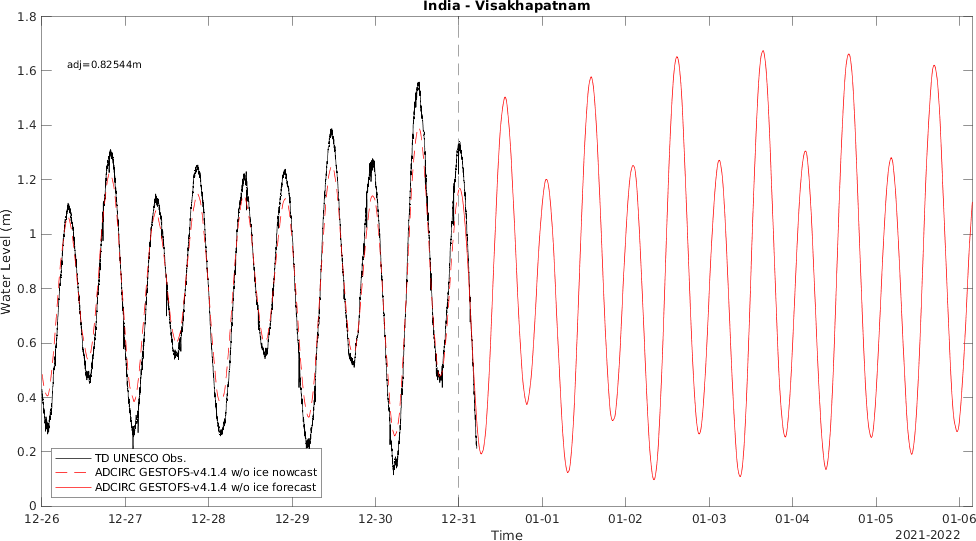 India - Visakhapatnam
adj=0.82544m
Water Level (m)
1.8
1.6
1.4
1.2
1
0.8
0.6
0.4
0.2
0
TD UNESCO Obs.
ADCIRC GESTOFS-v4.1.4 w/o ice nowcast
ADCIRC GESTOFS-v4.1.4 w/o ice forecast
12-26 12-27 12-28 12-29 12-30 12-31 01-01 01-02 01-03 01-04 01-05 01-06
Time
2021-2022